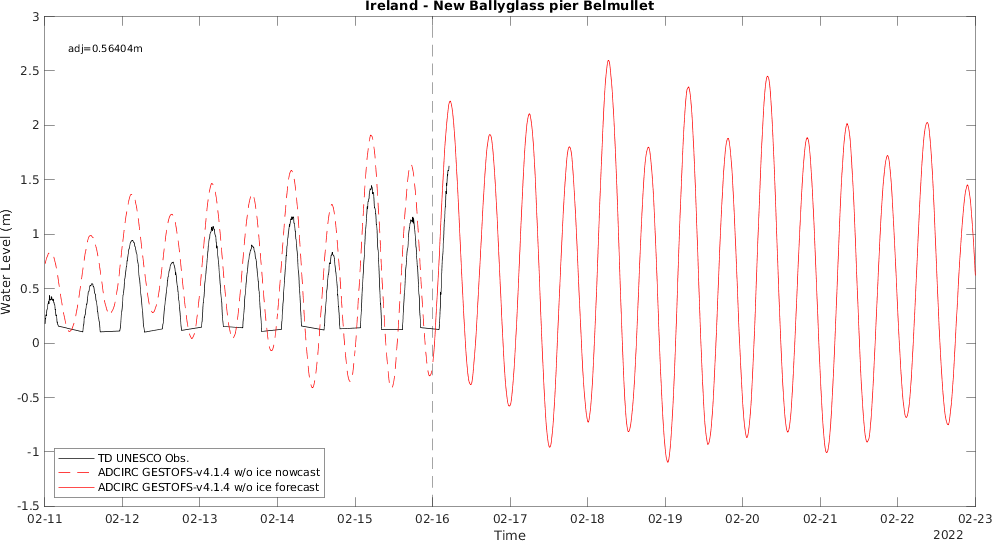 Ireland - New Ballyglass pier Belmullet
adj=0.56404m
3
2.5
2
1.5
1
0.5
0
-0.5
-1
-1.5
Water Level (m)
TD UNESCO Obs.
ADCIRC GESTOFS-v4.1.4 w/o ice nowcast
ADCIRC GESTOFS-v4.1.4 w/o ice forecast
02-11 02-12 02-13 02-14 02-15 02-16 02-17 02-18 02-19 02-20 02-21 02-22 02-23
Time
2022